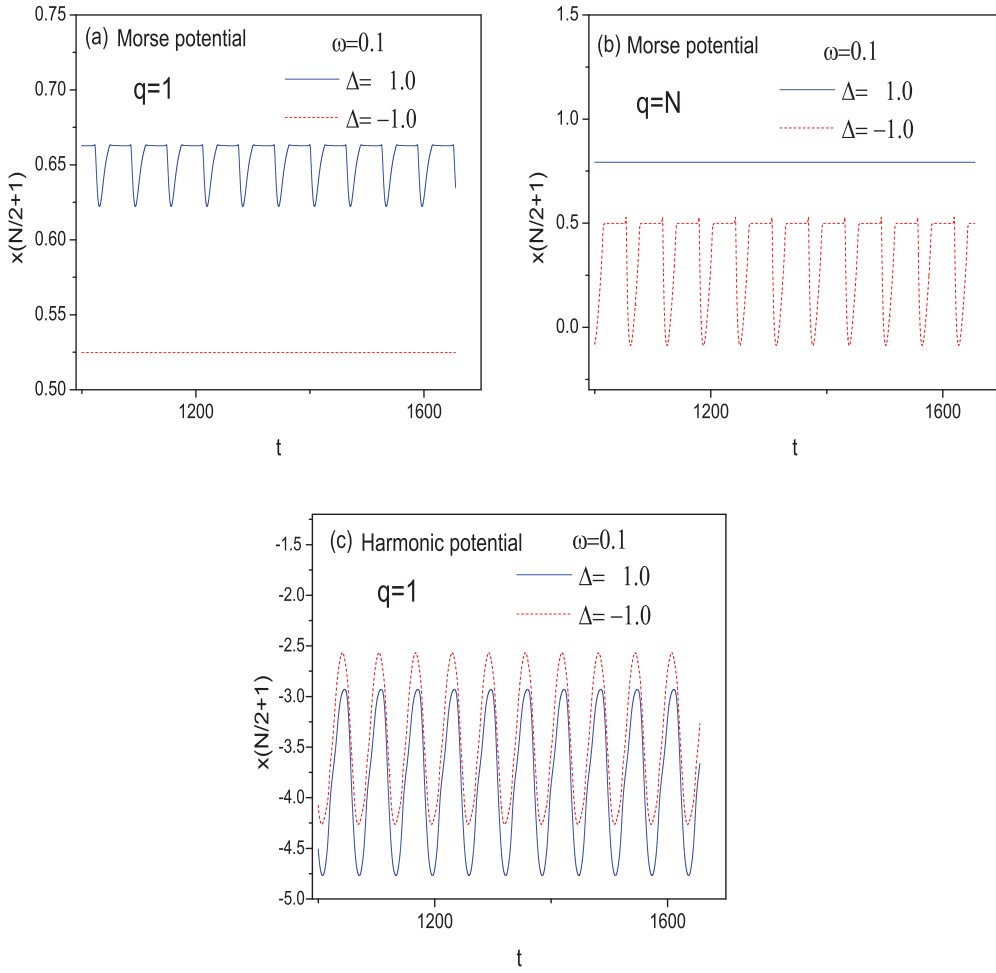 (a) Morse potential
ω=0.1
q=1
Δ= 1.0
Δ= −1.0
0.75
0.70
0.65
0.60
0.55
0.50
x(N/2+1)
1200
1600
t
(b) Morse potential
ω=0.1
q=N
Δ= 1.0
Δ= −1.0
1.5
1.0
0.5
0.0
x(N/2+1)
1200
1600
t
(c) Harmonic potential
ω=0.1
q=1
Δ= 1.0
Δ= −1.0
-1.5
-2.0
-2.5
-3.0
-3.5
-4.0
-4.5
-5.0
x(N/2+1)
1200
1600
t